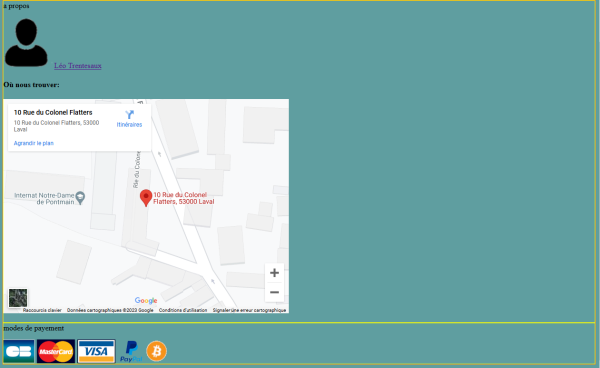 a propos
Léo Trentesaux
Où nous trouver:
10 Rue du Colonel Flatters
10 Rue du Colonel Flatters, 53000
Laval
Itinéraires
Agrandir le plan
Rue du Colone
Internat Notre-Dame
de Pontmain
10 Rue du Colonel
Flatters, 53000 Laval
Google
Raccourcis clavier Données cartographiques ©2023 Google Conditions d'utilisation Signaler une erreur cartographique
modes de payement
CB MasterCard VISA PayPal